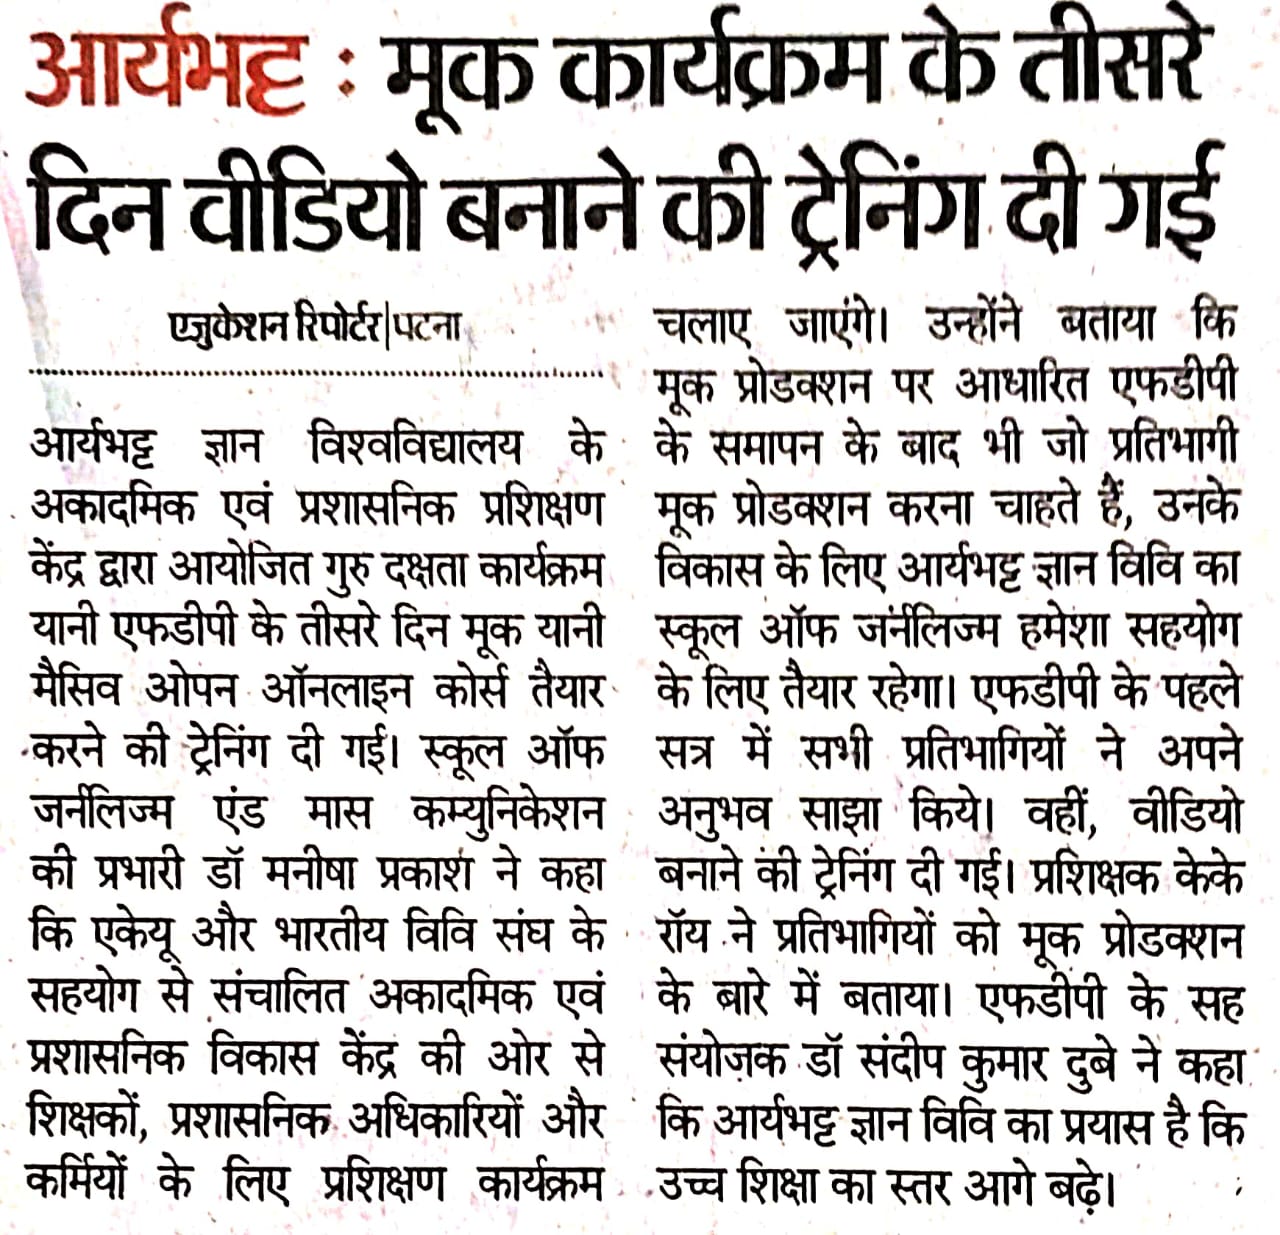 आर्यभट्ट : मूक कार्यक्रम के तीसरे
दिन वीडियो बनाने की ट्रेनिंग दी गई
एजुकेशन रिपोर्टर|पटना
आर्यभट्ट ज्ञान विश्वविद्यालय के
अकादमिक एवं प्रशासनिक प्रशिक्षण
केंद्र द्वारा आयोजित गुरु दक्षता कार्यक्रम
यानी एफडीपी के तीसरे दिन मूक यानी
मैसिव ओपन ऑनलाइन कोर्स तैयार
करने की ट्रेनिंग दी गई। स्कूल ऑफ
जर्नलिज्म एंड मास कम्युनिकेशन
की प्रभारी डॉ मनीषा प्रकाश ने कहा
कि एकेयू और भारतीय विवि संघ के
सहयोग से संचालित अकादमिक एवं
प्रशासनिक विकास केंद्र की ओर से
शिक्षकों, प्रशासनिक अधिकारियों और
कर्मियों के लिए प्रशिक्षण कार्यक्रम
चलाए जाएंगे। उन्होंने बताया कि
मूक प्रोडक्शन पर आधारित एफडीपी
के समापन के बाद भी जो प्रतिभागी
मूक प्रोडक्शन करना चाहते हैं, उनके
विकास के लिए आर्यभट्ट ज्ञान विवि का
स्कूल ऑफ जर्नलिज्म हमेशा सहयोग
के लिए तैयार रहेगा। एफडीपी के पहले
सत्र में सभी प्रतिभागियों ने अपने
अनुभव साझा किये। वहीं, वीडियो
बनाने की ट्रेनिंग दी गई। प्रशिक्षक केके
रॉय ने प्रतिभागियों को मूक प्रोडक्शन
के बारे में बताया। एफडीपी के सह
संयोजक डॉ संदीप कुमार दुबे ने कहा
कि आर्यभट्ट ज्ञान विवि का प्रयास है कि
उच्च शिक्षा का स्तर आगे बढ़े।